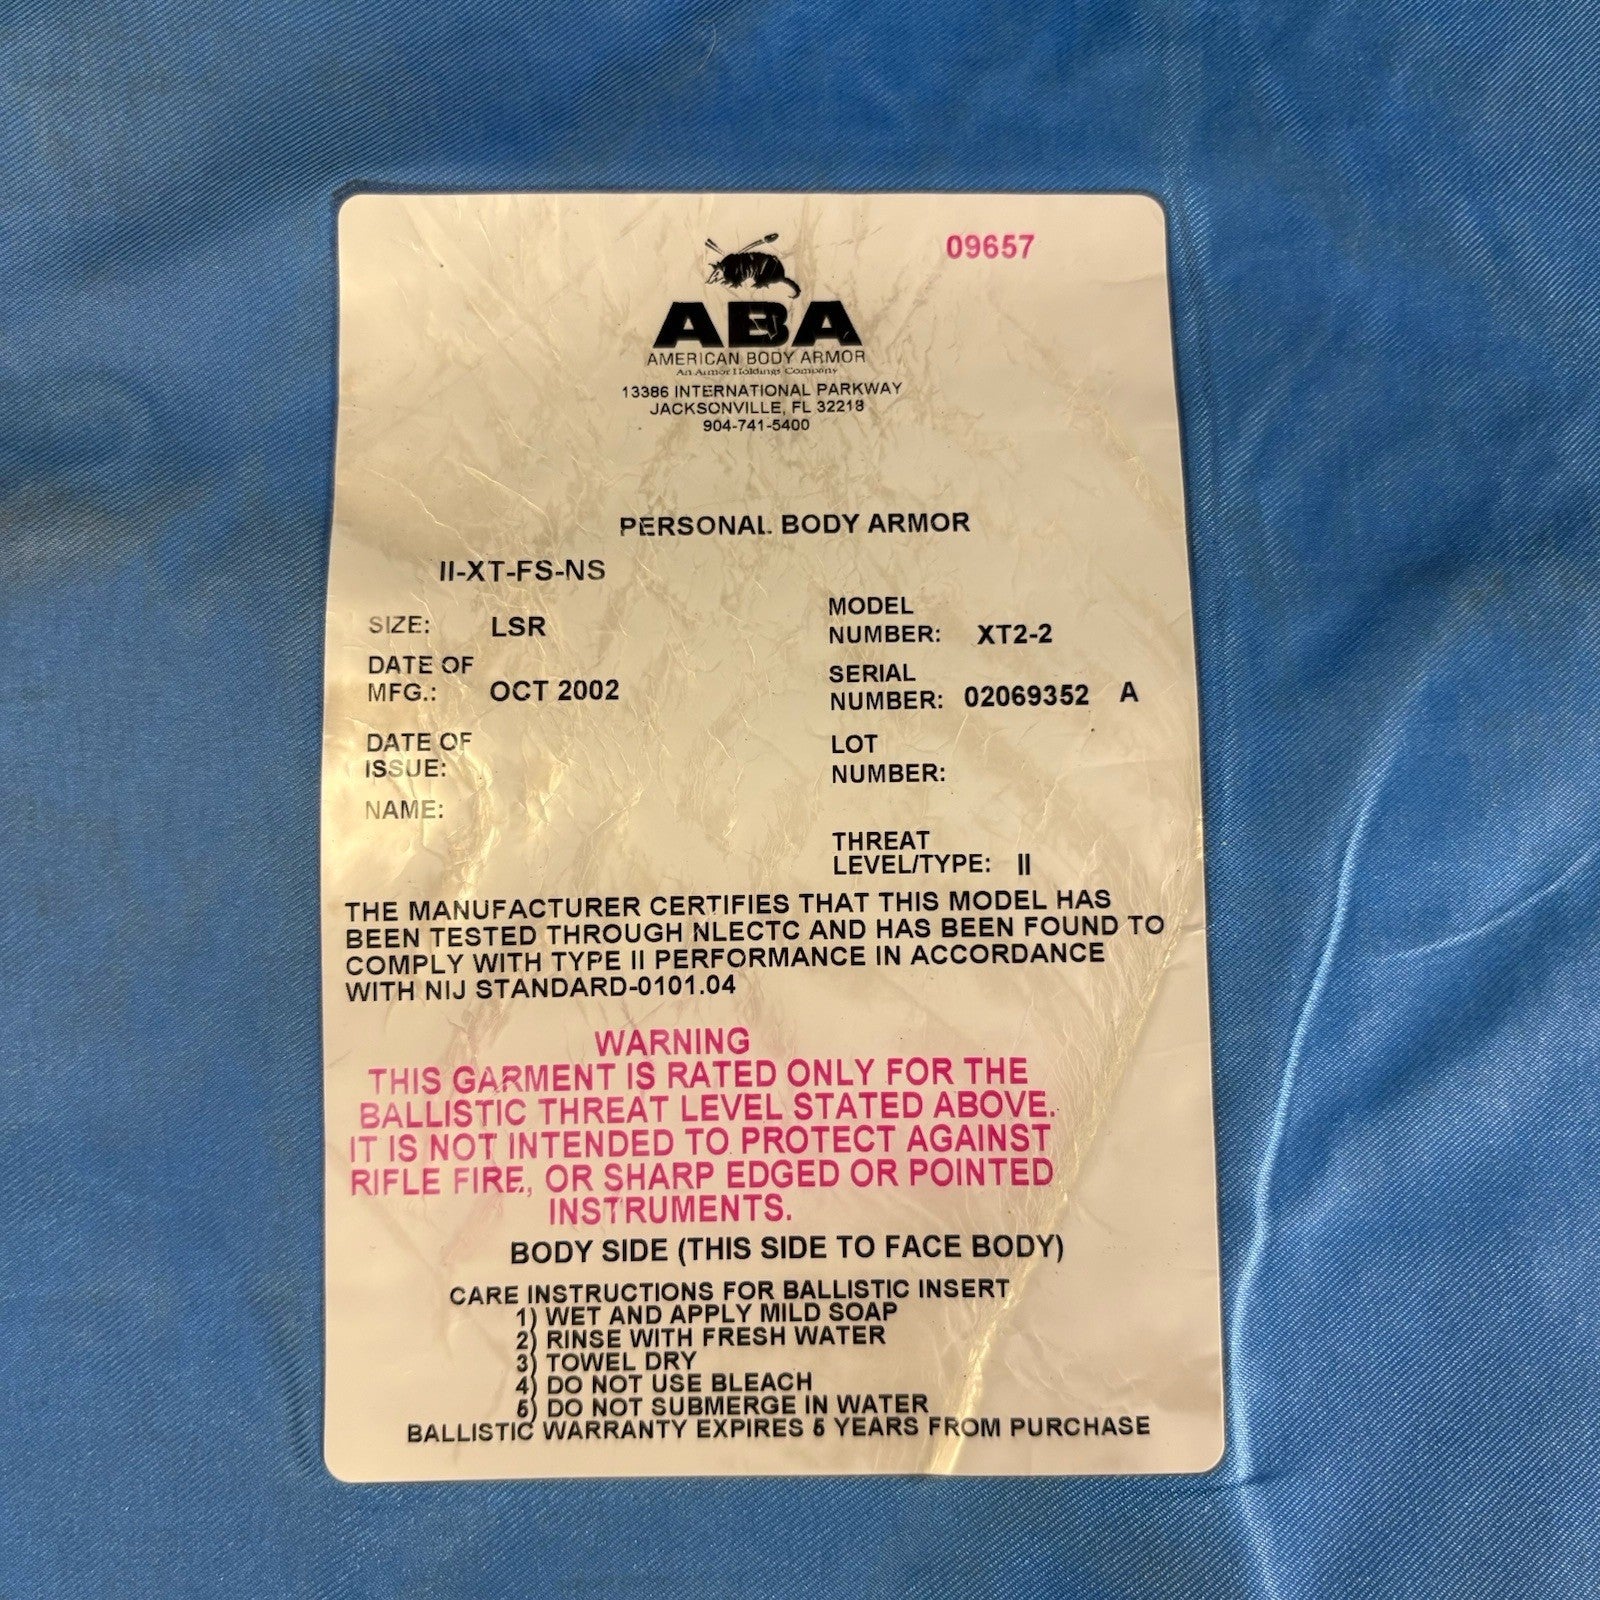 09657
ABA
AMERICAN BODY ARMOR
An Armor Holdings Company
13386 INTERNATIONAL PARKWAY
JACKSONVILLE, FL 32218
904-741-5400
PERSONAL BODY ARMOR
II-XT-FS-NS
SIZE: LSR
MODEL
NUMBER: XT2-2
DATE OF
MFG.: OCT 2002
SERIAL
NUMBER: 02069352 A
DATE OF
ISSUE:
LOT
NUMBER:
NAME:
THREAT
LEVEL/TYPE: II
THE MANUFACTURER CERTIFIES THAT THIS MODEL HAS
BEEN TESTED THROUGH NLECTC AND HAS BEEN FOUND TO
COMPLY WITH TYPE II PERFORMANCE IN ACCORDANCE
WITH NIJ STANDARD-0101.04
WARNING
THIS GARMENT IS RATED ONLY FOR THE
BALLISTIC THREAT LEVEL STATED ABOVE.
IT IS NOT INTENDED TO PROTECT AGAINST
RIFLE FIRE, OR SHARP EDGED OR POINTED
INSTRUMENTS.
BODY SIDE (THIS SIDE TO FACE BODY)
CARE INSTRUCTIONS FOR BALLISTIC INSERT
1) WET AND APPLY MILD SOAP
2) RINSE WITH FRESH WATER
3) TOWEL DRY
4) DO NOT USE BLEACH
5) DO NOT SUBMERGE IN WATER
BALLISTIC WARRANTY EXPIRES 5 YEARS FROM PURCHASE